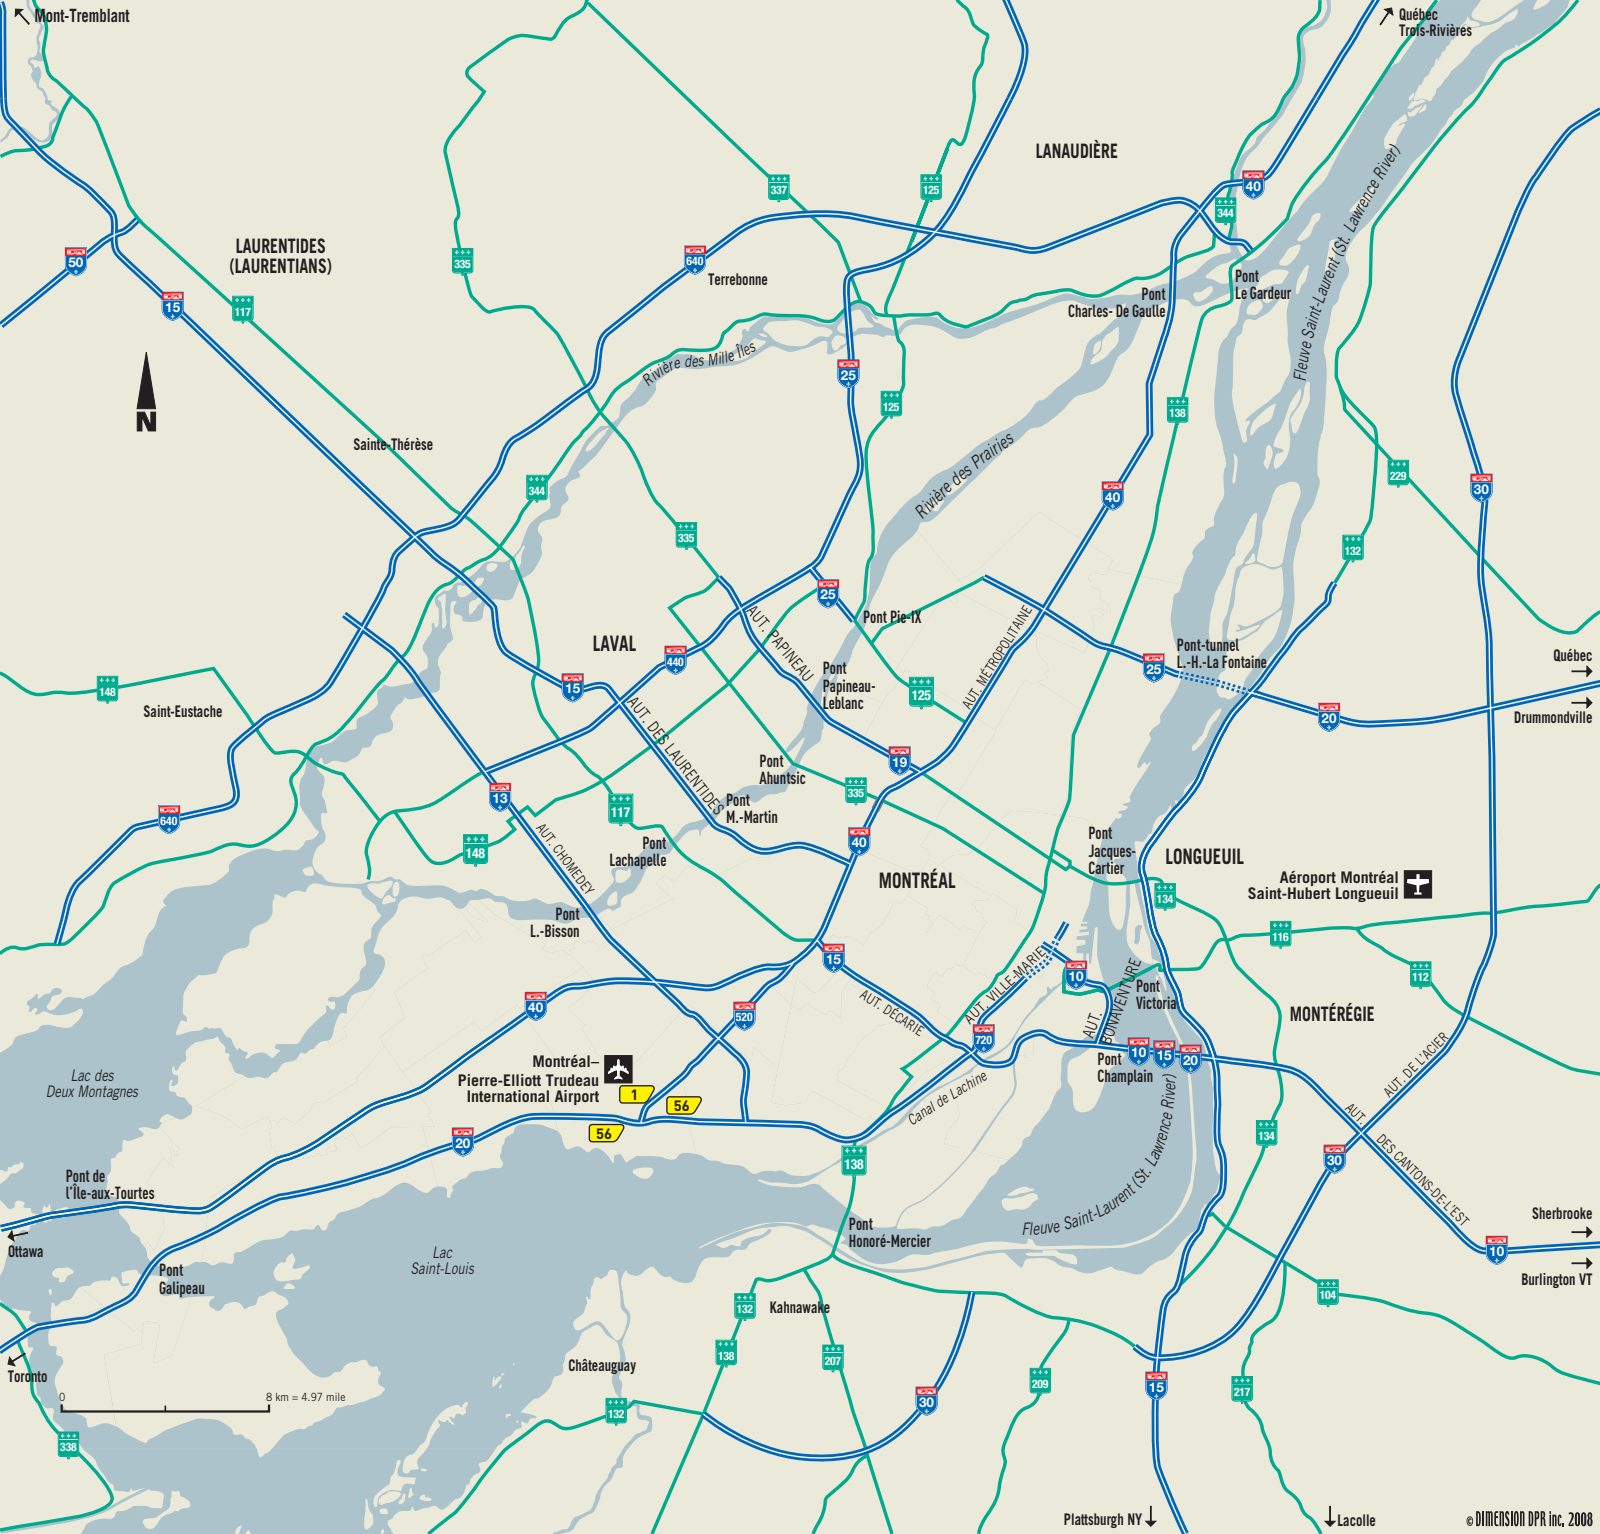 Mont-Tremblant
Québec
Trois-Rivières
LANAUDIÈRE
40
337
125
344
LAURENTIDES
(LAURENTIANS)
50
335
640
Terrebonne
15
117
Pont
Le Gardeur
Pont
Charles- De Gaulle
Fleuve Saint-Laurent (St. Lawrence River)
Rivière des Mille Îles
25
125
138
N
Sainte-Thérèse
Rivière des Prairies
344
40
229
30
335
132
25
Pont Pie-IX
AUT. PAPINEAU
AUT. MÉTROPOLITAINE
LAVAL
440
Pont-tunnel
L.-H.-La Fontaine
25
Québec
148
15
Pont
Papineau-
Leblanc
125
Saint-Eustache
20
Drummondville
AUT. DES LAURENTIDES
19
Pont
Ahuntsic
335
13
117
Pont
M.-Martin
640
AUT. CHOMEDEY
148
Pont
Lachapelle
40
Pont
Jacques-
Cartier
LONGUEUIL
MONTRÉAL
Aéroport Montréal
Saint-Hubert Longueuil
134
Pont
L.-Bisson
116
15
AUT. VILLE-MARIE
10
112
AUT.
BONAVENTURE
Pont
Victoria
40
520
AUT. DÉCARIE
MONTÉRÉGIE
720
Montréal–
Pierre-Elliott Trudeau
International Airport
10
15
20
Pont
Champlain
AUT. DE L'ACIER
Lac des
Deux Montagnes
1
56
56
Canal de Lachine
AUT.
DES CANTONS-DE-L'EST
20
138
134
30
Pont de
l'Île-aux-Tourtes
Fleuve Saint-Laurent (St. Lawrence River)
Ottawa
Lac
Saint-Louis
Pont
Honoré-Mercier
Sherbrooke
10
Burlington VT
Pont
Galipeau
132
Kahnawake
104
138
207
Châteauguay
Toronto
209
15
217
0
8 km = 4.97 mile
132
30
338
Plattsburgh NY
Lacolle
© DIMENSION DPR inc, 2008